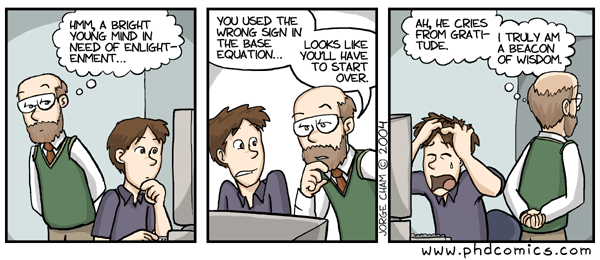 HMM, A BRIGHT
YOUNG MIND IN
NEED OF ENLIGHT-
ENMENT...
YOU USED THE
WRONG SIGN IN
THE BASE
EQUATION...
LOOKS LIKE
YOU'LL HAVE
TO START
OVER.
JORGE CHAM © 2004
AH, HE CRIES
FROM GRATI-
TUDE.
I TRULY AM
A BEACON
OF WISDOM.
www.phdcomics.com